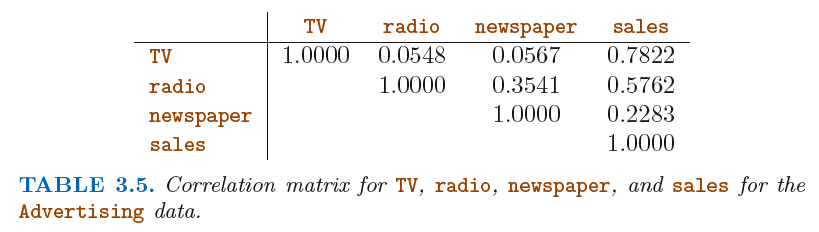 TV radio newspaper sales
TV 1.0000 0.0548 0.0567 0.7822
radio 1.0000 0.3541 0.5762
newspaper 1.0000 0.2283
sales 1.0000
TABLE 3.5. Correlation matrix for TV, radio, newspaper, and sales for the
Advertising data.